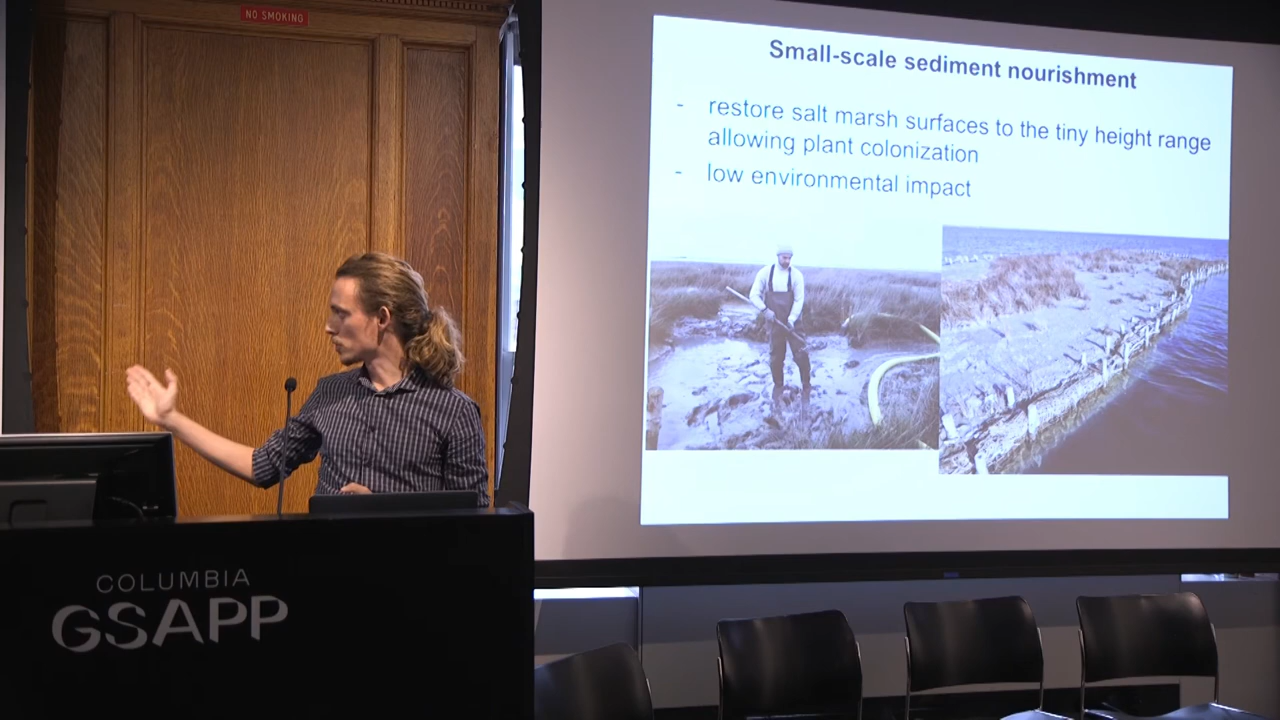 NO SMOKING
Small-scale sediment nourishment
- restore salt marsh surfaces to the tiny height range
allowing plant colonization
- low environmental impact
COLUMBIA
GSAPP